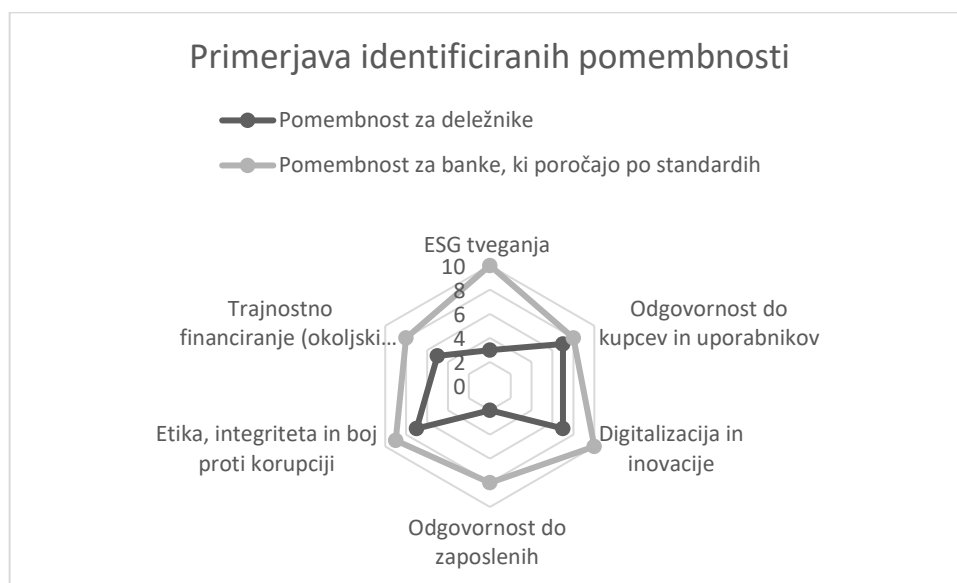 Primerjava identificiranih pomembnosti
Pomembnost za deležnike
Pomembnost za banke, ki poročajo po standardih
ESG tveganja
10
8
6
4
2
0
Odgovornost do
kupcev in uporabnikov
Digitalizacija in
inovacije
Odgovornost do
zaposlenih
Etika, integriteta in boj
proti korupciji
Trajnostno
financiranje (okoljski...